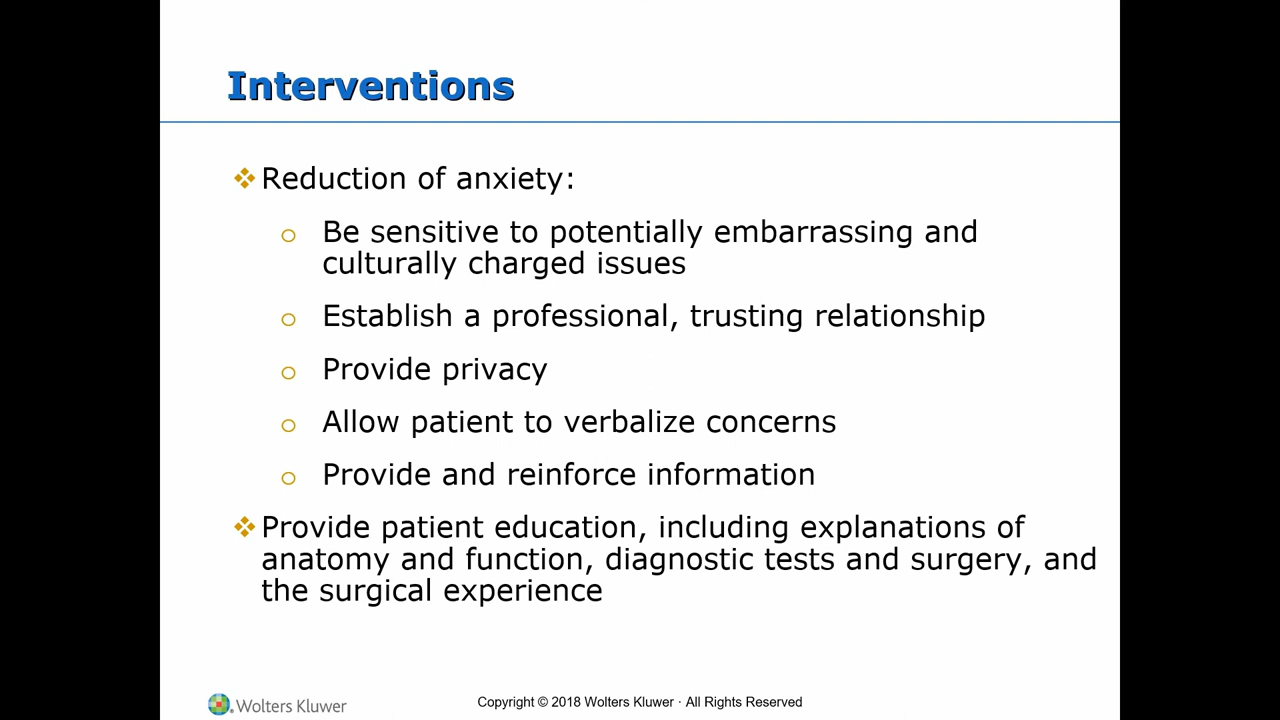 Interventions
❖Reduction of anxiety:
o Be sensitive to potentially embarrassing and
culturally charged issues
o Establish a professional, trusting relationship
o Provide privacy
o Allow patient to verbalize concerns
o Provide and reinforce information
❖Provide patient education, including explanations of
anatomy and function, diagnostic tests and surgery, and
the surgical experience
Wolters Kluwer
Copyright © 2018 Wolters Kluwer · All Rights Reserved